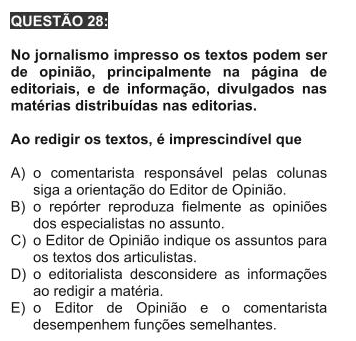 QUESTÃO 28:
No jornalismo impresso os textos podem ser
de opinião, principalmente na página de
editoriais, e de informação, divulgados nas
matérias distribuídas nas editorias.
Ao redigir os textos, é imprescindível que
A) o comentarista responsável pelas colunas
siga a orientação do Editor de Opinião.
B) o repórter reproduza fielmente as opiniões
dos especialistas no assunto.
C) o Editor de Opinião indique os assuntos para
os textos dos articulistas.
D) o editorialista desconsidere as informações
ao redigir a matéria.
E) o Editor de Opinião e o comentarista
desempenhem funções semelhantes.